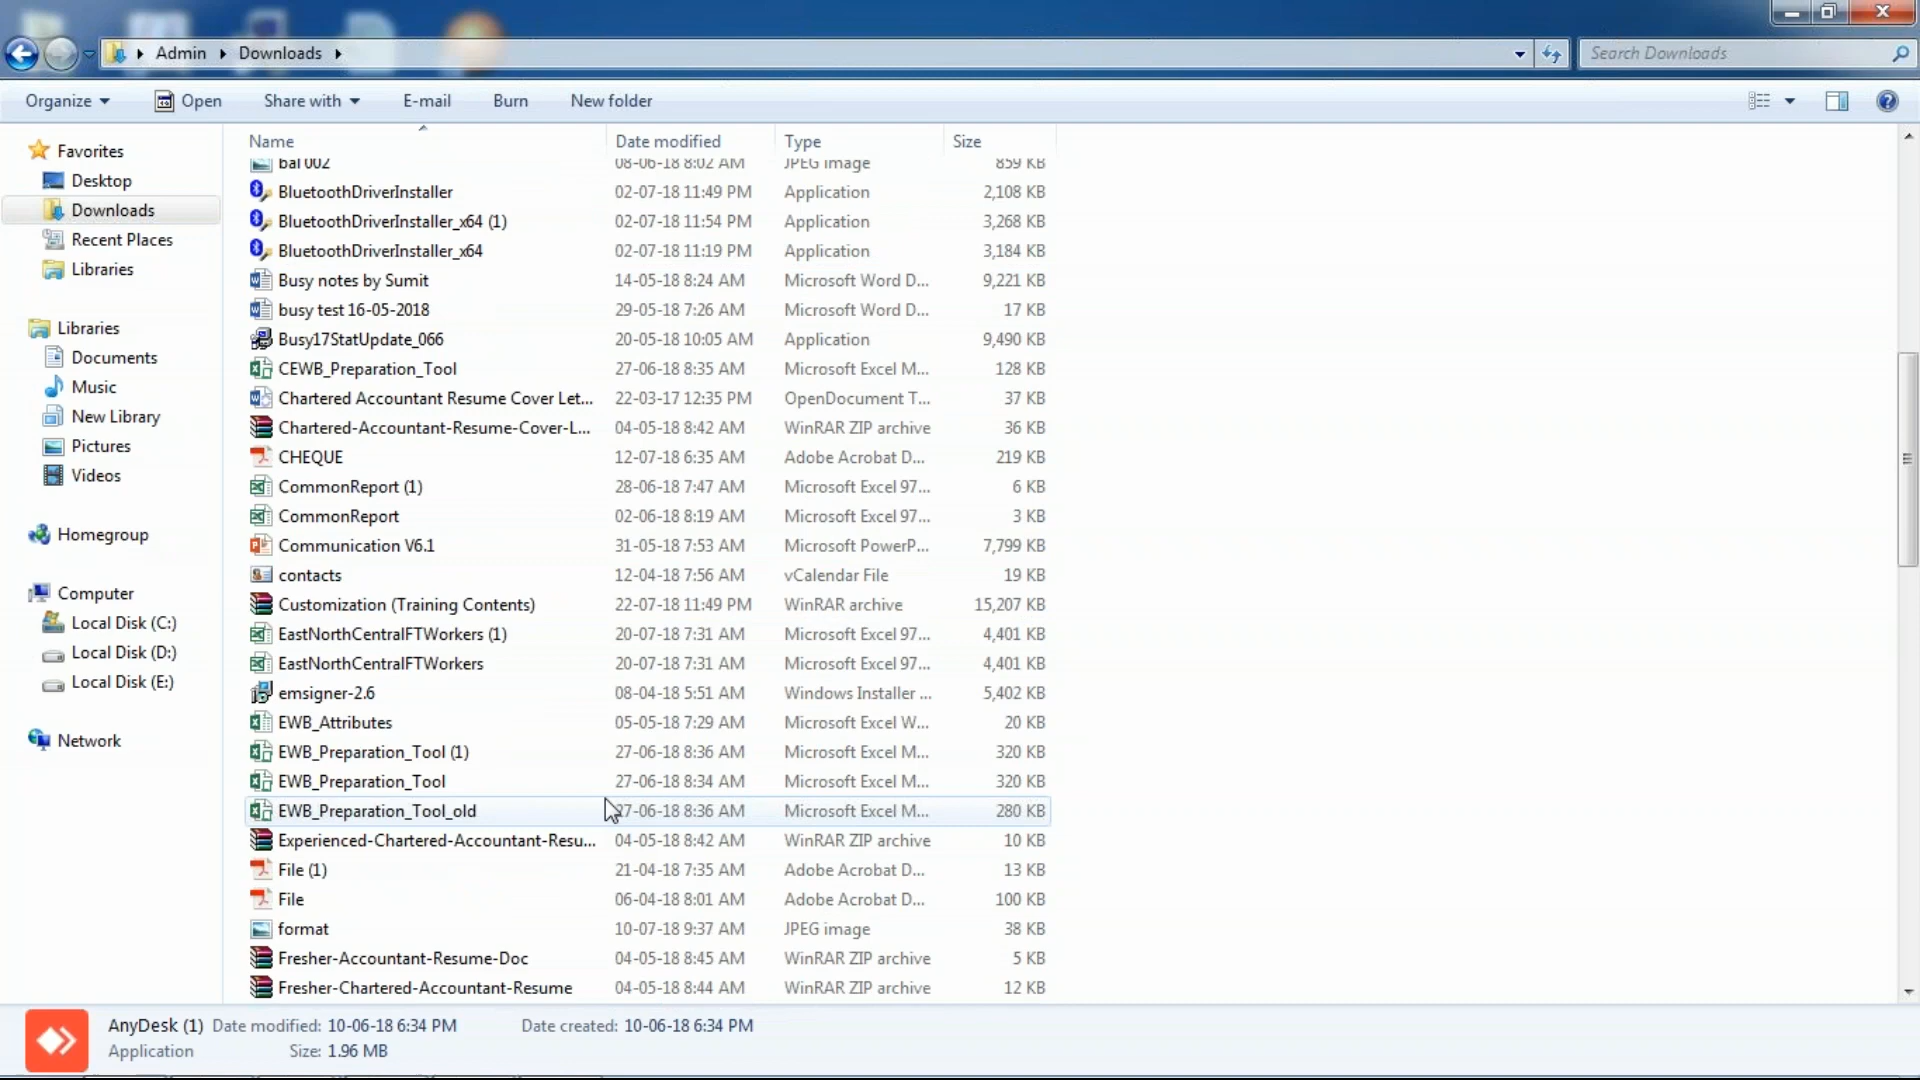 Admin Downloads
Search Downloads
Organize Open Share with E-mail Burn New folder
Name Date modified Type Size
Favorites
Desktop
Downloads
Recent Places
Libraries
Libraries
Documents
Music
New Library
Pictures
Videos
Homegroup
Computer
Local Disk (C:)
Local Disk (D:)
Local Disk (E:)
Network
bal 002 08-06-18 8:02 AM JPEG image 859 KB
BluetoothDriverInstaller 02-07-18 11:49 PM Application 2,108 KB
BluetoothDriverInstaller_x64 (1) 02-07-18 11:54 PM Application 3,268 KB
BluetoothDriverInstaller_x64 02-07-18 11:19 PM Application 3,184 KB
Busy notes by Sumit 14-05-18 8:24 AM Microsoft Word D... 9,221 KB
busy test 16-05-2018 29-05-18 7:26 AM Microsoft Word D... 17 KB
Busy17StatUpdate_066 20-05-18 10:05 AM Application 9,490 KB
CEWB_Preparation_Tool 27-06-18 8:35 AM Microsoft Excel M... 128 KB
Chartered Accountant Resume Cover Let... 22-03-17 12:35 PM OpenDocument T... 37 KB
Chartered-Accountant-Resume-Cover-L... 04-05-18 8:42 AM WinRAR ZIP archive 36 KB
CHEQUE 12-07-18 6:35 AM Adobe Acrobat D... 219 KB
CommonReport (1) 28-06-18 7:47 AM Microsoft Excel 97... 6 KB
CommonReport 02-06-18 8:19 AM Microsoft Excel 97... 3 KB
Communication V6.1 31-05-18 7:53 AM Microsoft PowerP... 7,799 KB
contacts 12-04-18 7:56 AM vCalendar File 19 KB
Customization (Training Contents) 22-07-18 11:49 PM WinRAR archive 15,207 KB
EastNorthCentralFTWorkers (1) 20-07-18 7:31 AM Microsoft Excel 97... 4,401 KB
EastNorthCentralFTWorkers 20-07-18 7:31 AM Microsoft Excel 97... 4,401 KB
emsigner-2.6 08-04-18 5:51 AM Windows Installer ... 5,402 KB
EWB_Attributes 05-05-18 7:29 AM Microsoft Excel W... 20 KB
EWB_Preparation_Tool (1) 27-06-18 8:36 AM Microsoft Excel M... 320 KB
EWB_Preparation_Tool 27-06-18 8:34 AM Microsoft Excel M... 320 KB
EWB_Preparation_Tool_old 27-06-18 8:36 AM Microsoft Excel M... 280 KB
Experienced-Chartered-Accountant-Resu... 04-05-18 8:42 AM WinRAR ZIP archive 10 KB
File (1) 21-04-18 7:35 AM Adobe Acrobat D... 13 KB
File 06-04-18 8:01 AM Adobe Acrobat D... 100 KB
format 10-07-18 9:37 AM JPEG image 38 KB
Fresher-Accountant-Resume-Doc 04-05-18 8:45 AM WinRAR ZIP archive 5 KB
Fresher-Chartered-Accountant-Resume 04-05-18 8:44 AM WinRAR ZIP archive 12 KB
AnyDesk (1) Date modified: 10-06-18 6:34 PM Date created: 10-06-18 6:34 PM
Application Size: 1.96 MB